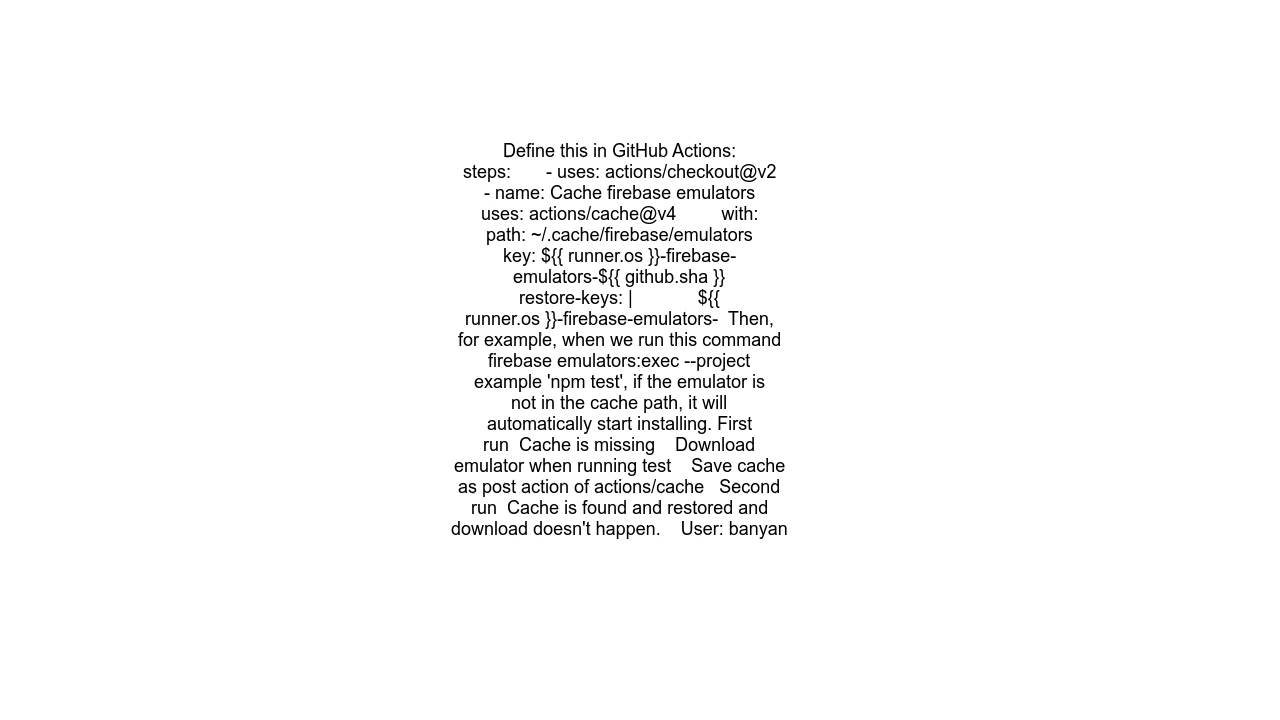 Define this in GitHub Actions:
steps:       - uses: actions/checkout@v2
- name: Cache firebase emulators
uses: actions/cache@v4         with:
path: ~/.cache/firebase/emulators
key: ${{ runner.os }}-firebase-
emulators-${{ github.sha }}
restore-keys: |             ${{
runner.os }}-firebase-emulators-  Then,
for example, when we run this command
firebase emulators:exec --project
example 'npm test', if the emulator is
not in the cache path, it will
automatically start installing. First
run  Cache is missing    Download
emulator when running test    Save cache
as post action of actions/cache   Second
run  Cache is found and restored and
download doesn't happen.    User: banyan